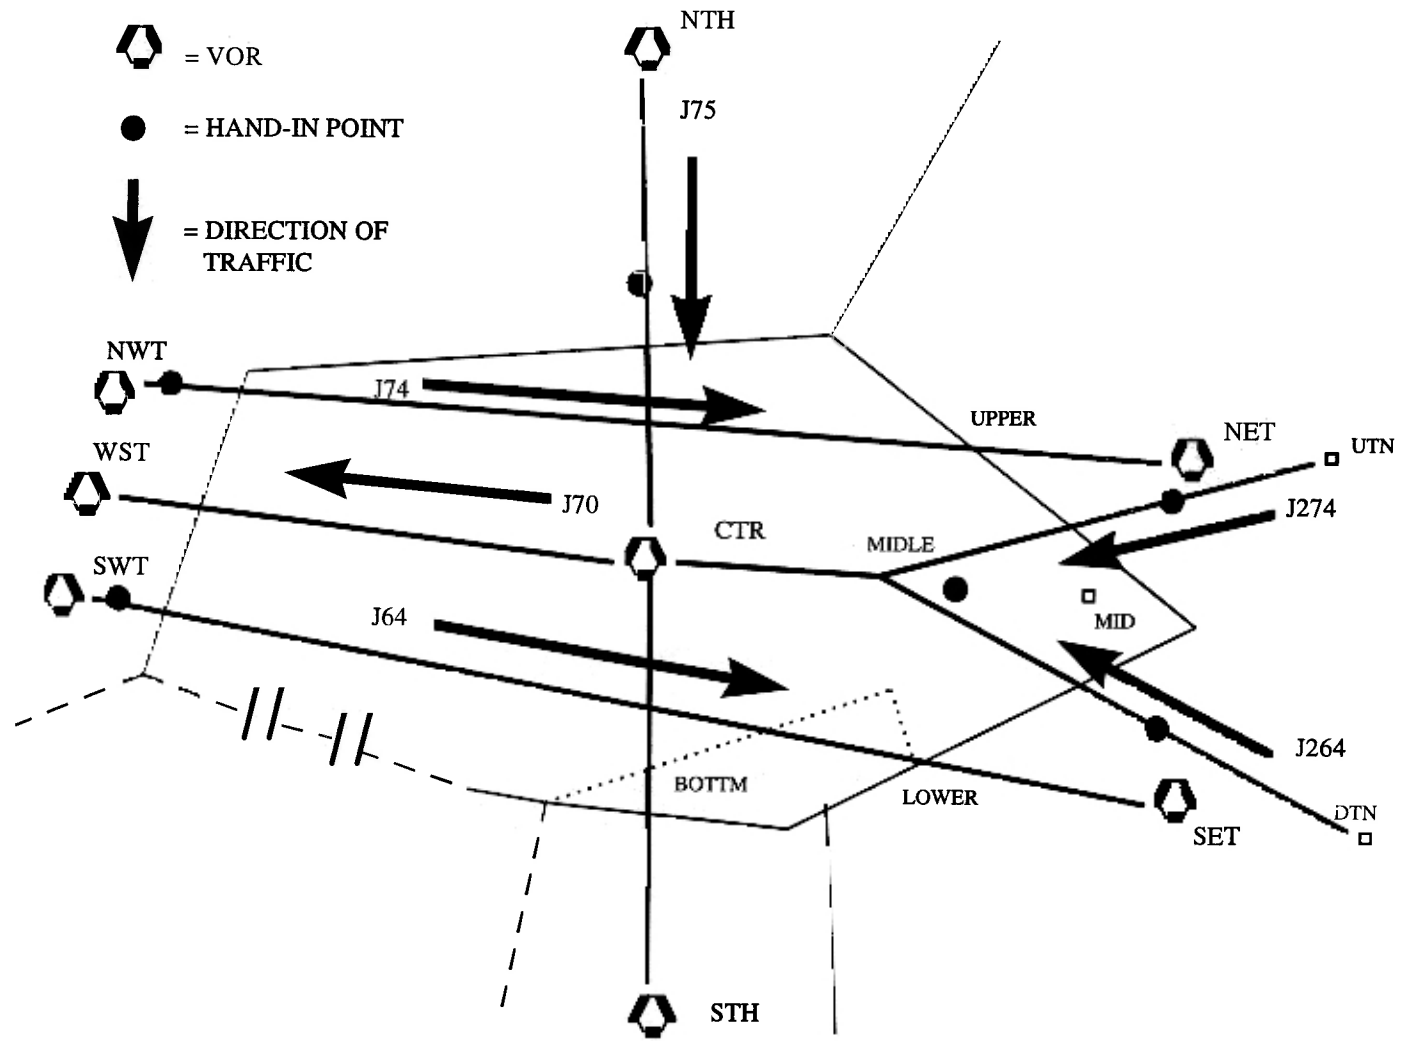 NTH
= VOR
J75
= HAND-IN POINT
= DIRECTION OF
TRAFFIC
NWT
J74
UPPER
NET
UTN
WST
J70
J274
CTR
MIDLE
SWT
J64
MID
J264
BOTTM
LOWER
DTN
SET
STH